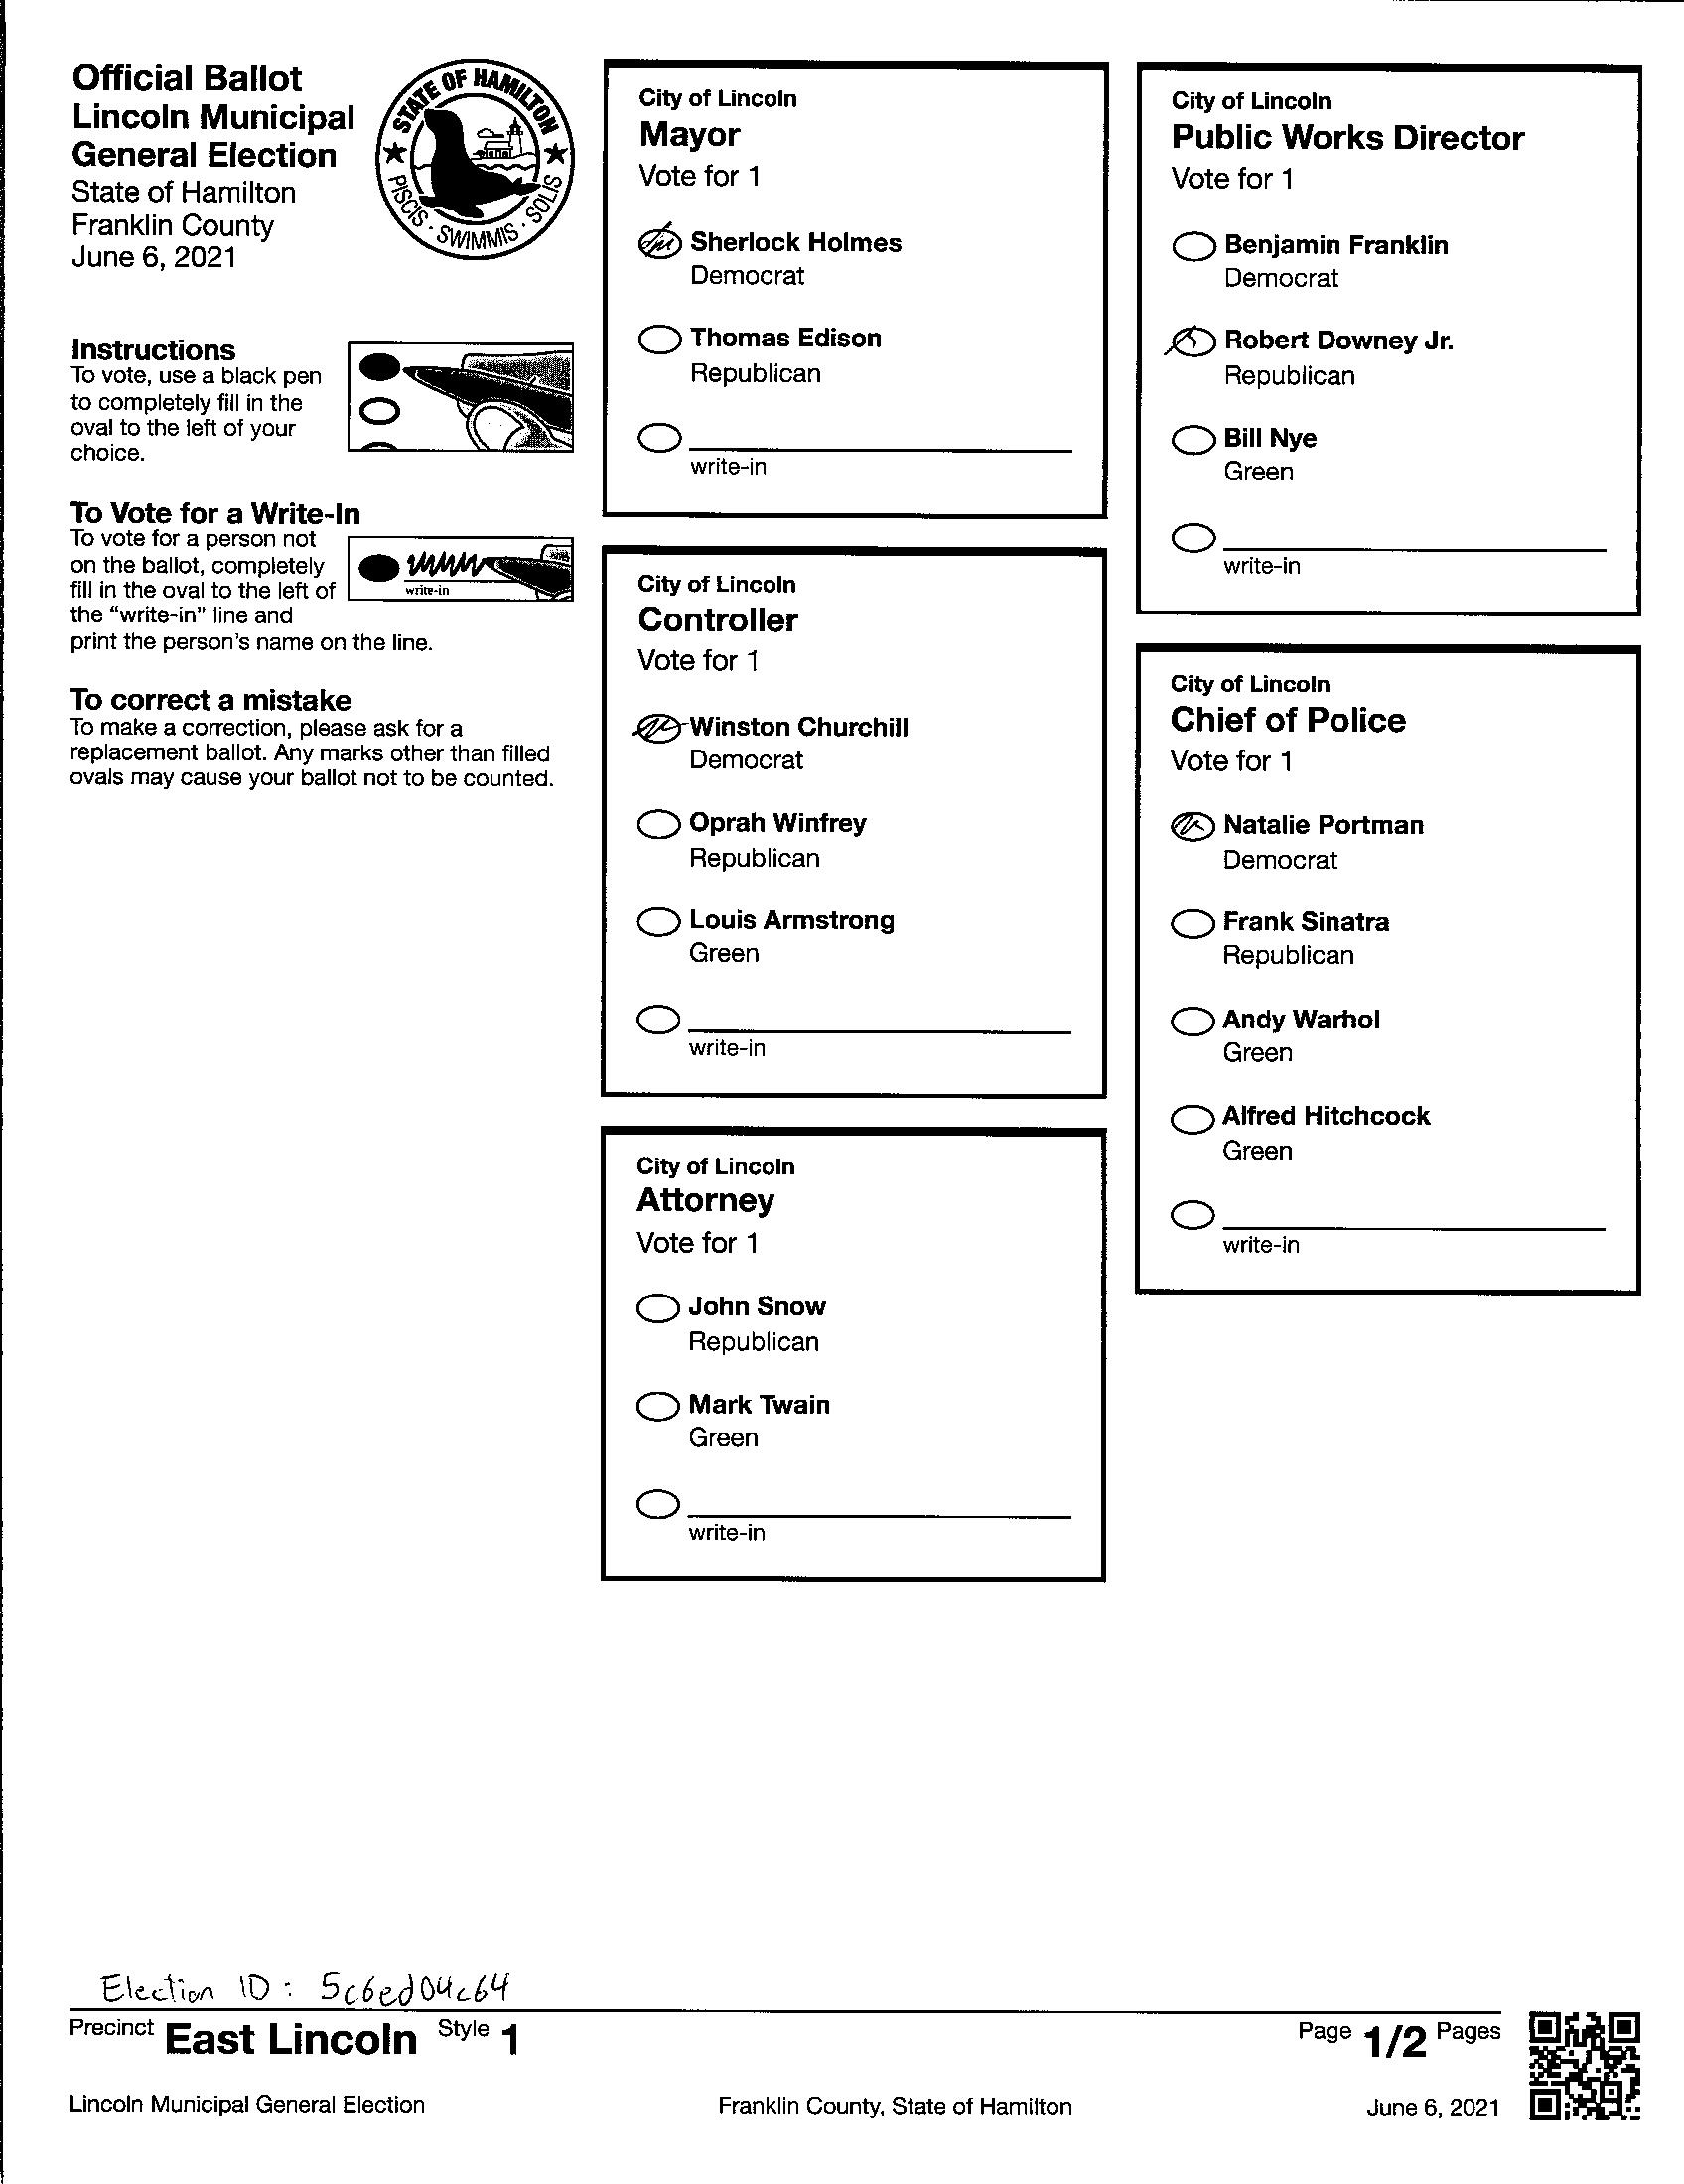 Official Ballot
Lincoln Municipal
General Election
State of Hamilton
Franklin County
June 6, 2021
STATE OF HAMILTON
PISCIS · SWIMMIS · SOLIS
Instructions
To vote, use a black pen
to completely fill in the
oval to the left of your
choice.
To Vote for a Write-In
To vote for a person not
on the ballot, completely
fill in the oval to the left of
the “write-in” line and
print the person's name on the line.
write-in
To correct a mistake
To make a correction, please ask for a
replacement ballot. Any marks other than filled
ovals may cause your ballot not to be counted.
City of Lincoln
Mayor
Vote for 1
Sherlock Holmes
Democrat
Thomas Edison
Republican
write-in
City of Lincoln
Controller
Vote for 1
Winston Churchill
Democrat
Oprah Winfrey
Republican
Louis Armstrong
Green
write-in
City of Lincoln
Attorney
Vote for 1
John Snow
Republican
Mark Twain
Green
write-in
City of Lincoln
Public Works Director
Vote for 1
Benjamin Franklin
Democrat
Robert Downey Jr.
Republican
Bill Nye
Green
write-in
City of Lincoln
Chief of Police
Vote for 1
Natalie Portman
Democrat
Frank Sinatra
Republican
Andy Warhol
Green
Alfred Hitchcock
Green
write-in
Election ID : 5c6ed04c64
Precinct East Lincoln Style 1
Page 1/2 Pages
Lincoln Municipal General Election
Franklin County, State of Hamilton
June 6, 2021